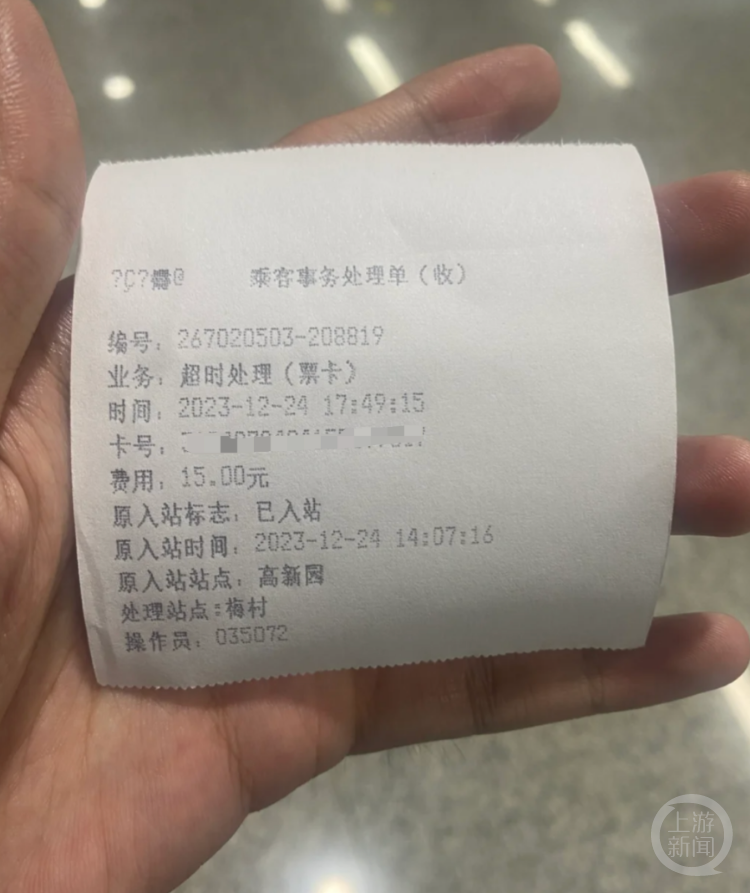 ?Ç? @ 乘客事务处理单（收）
编号：267020503-208819
业务：超时处理（票卡）
时间：2023-12-24 17:49:15
卡号：
费用：15.00元
原入站标志：已入站
原入站时间：2023-12-24 14:07:16
原入站站点：高新园
处理站点:梅村
操作员：035072
上游
新闻